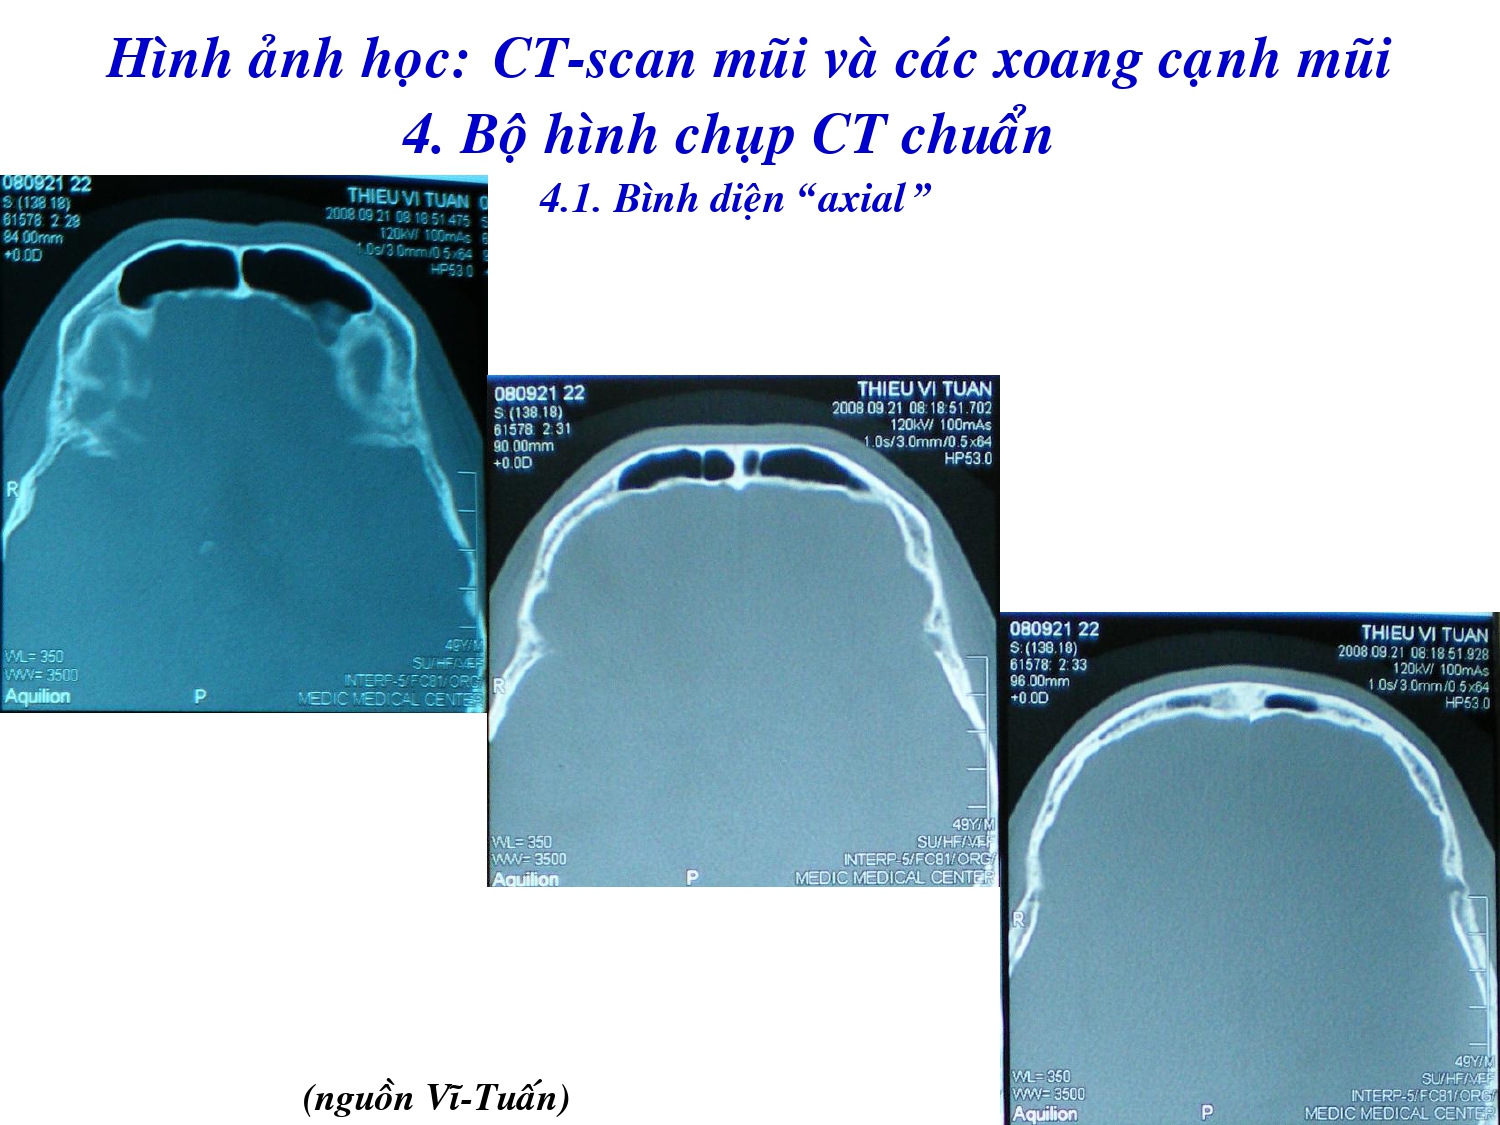 Hình ảnh học: CT-scan mũi và các xoang cạnh mũi
4. Bộ hình chụp CT chuẩn
4.1. Bình diện “axial”
080921 22
S: (138.18)
61578: 2 28
84.00mm
+0.0D
THIEU VI TUAN
2008.09.21 08:18:51.475
120kV/ 100mAs
1.0s/3.0mm/0.5x64
HP53.0
R
WL= 350
WW= 3500
Aquilion
P
49Y/M
SU/HF/VFF
INTERP-5/FC81/ORG/
MEDIC MEDICAL CENTER
080921 22
S: (138.18)
61578: 2:31
90.00mm
+0.0D
THIEU VI TUAN
2008.09.21 08:18:51.702
120kV/ 100mAs
1.0s/3.0mm/0.5x64
HP53.0
R
WL= 350
WW= 3500
Aquilion
P
49Y/M
SU/HF/VFF
INTERP-5/FC81/ORG/
MEDIC MEDICAL CENTER
080921 22
S: (138.18)
61578: 2:33
96.00mm
+0.0D
THIEU VI TUAN
2008.09.21 08:18:51.928
120kV/ 100mAs
1.0s/3.0mm/0.5x64
HP53.0
R
WL= 350
WW= 3500
Aquilion
P
49Y/M
SU/HF/VFF
INTERP-5/FC81/ORG/
MEDIC MEDICAL CENTER
(nguồn Vĩ-Tuấn)